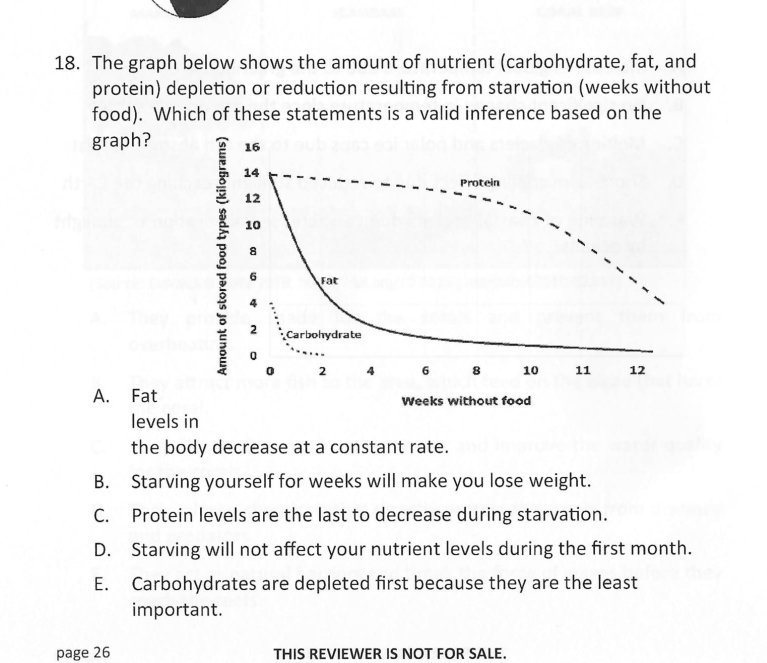 18. The graph below shows the amount of nutrient (carbohydrate, fat, and
protein) depletion or reduction resulting from starvation (weeks without
food). Which of these statements is a valid inference based on the
graph?
Amount of stored food types (kilograms)
16
14
12
10
8
6
4
2
0
Protein
Fat
Carbohydrate
0 2 4 6 8 10 11 12
Weeks without food
A. Fat
levels in
the body decrease at a constant rate.
B. Starving yourself for weeks will make you lose weight.
C. Protein levels are the last to decrease during starvation.
D. Starving will not affect your nutrient levels during the first month.
E. Carbohydrates are depleted first because they are the least
important.
page 26 THIS REVIEWER IS NOT FOR SALE.